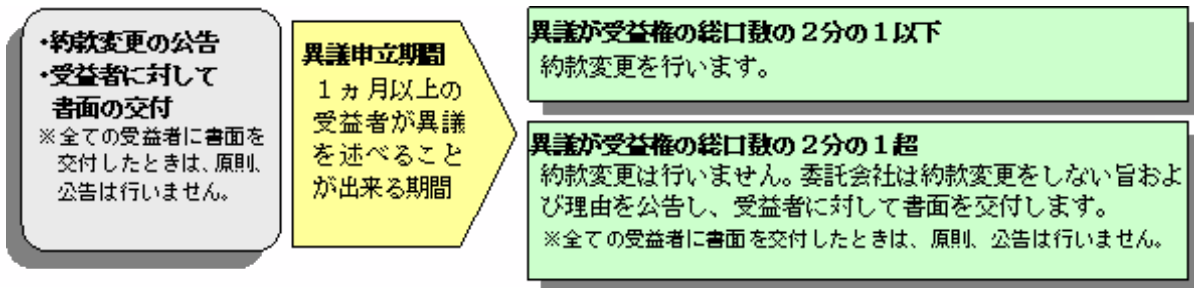 ・約款変更の公告
・受益者に対して
書面の交付
※全ての受益者に書面を
交付したときは、原則、
公告は行いません。
異議申立期間
１ヵ月以上の
受益者が異議
を述べること
が出来る期間
異議が受益権の総口数の２分の１以下
約款変更を行います。
異議が受益権の総口数の２分の１超
約款変更は行いません。委託会社は約款変更をしない旨およ
び理由を公告し、受益者に対して書面を交付します。
※全ての受益者に書面を交付したときは、原則、公告は行いません。